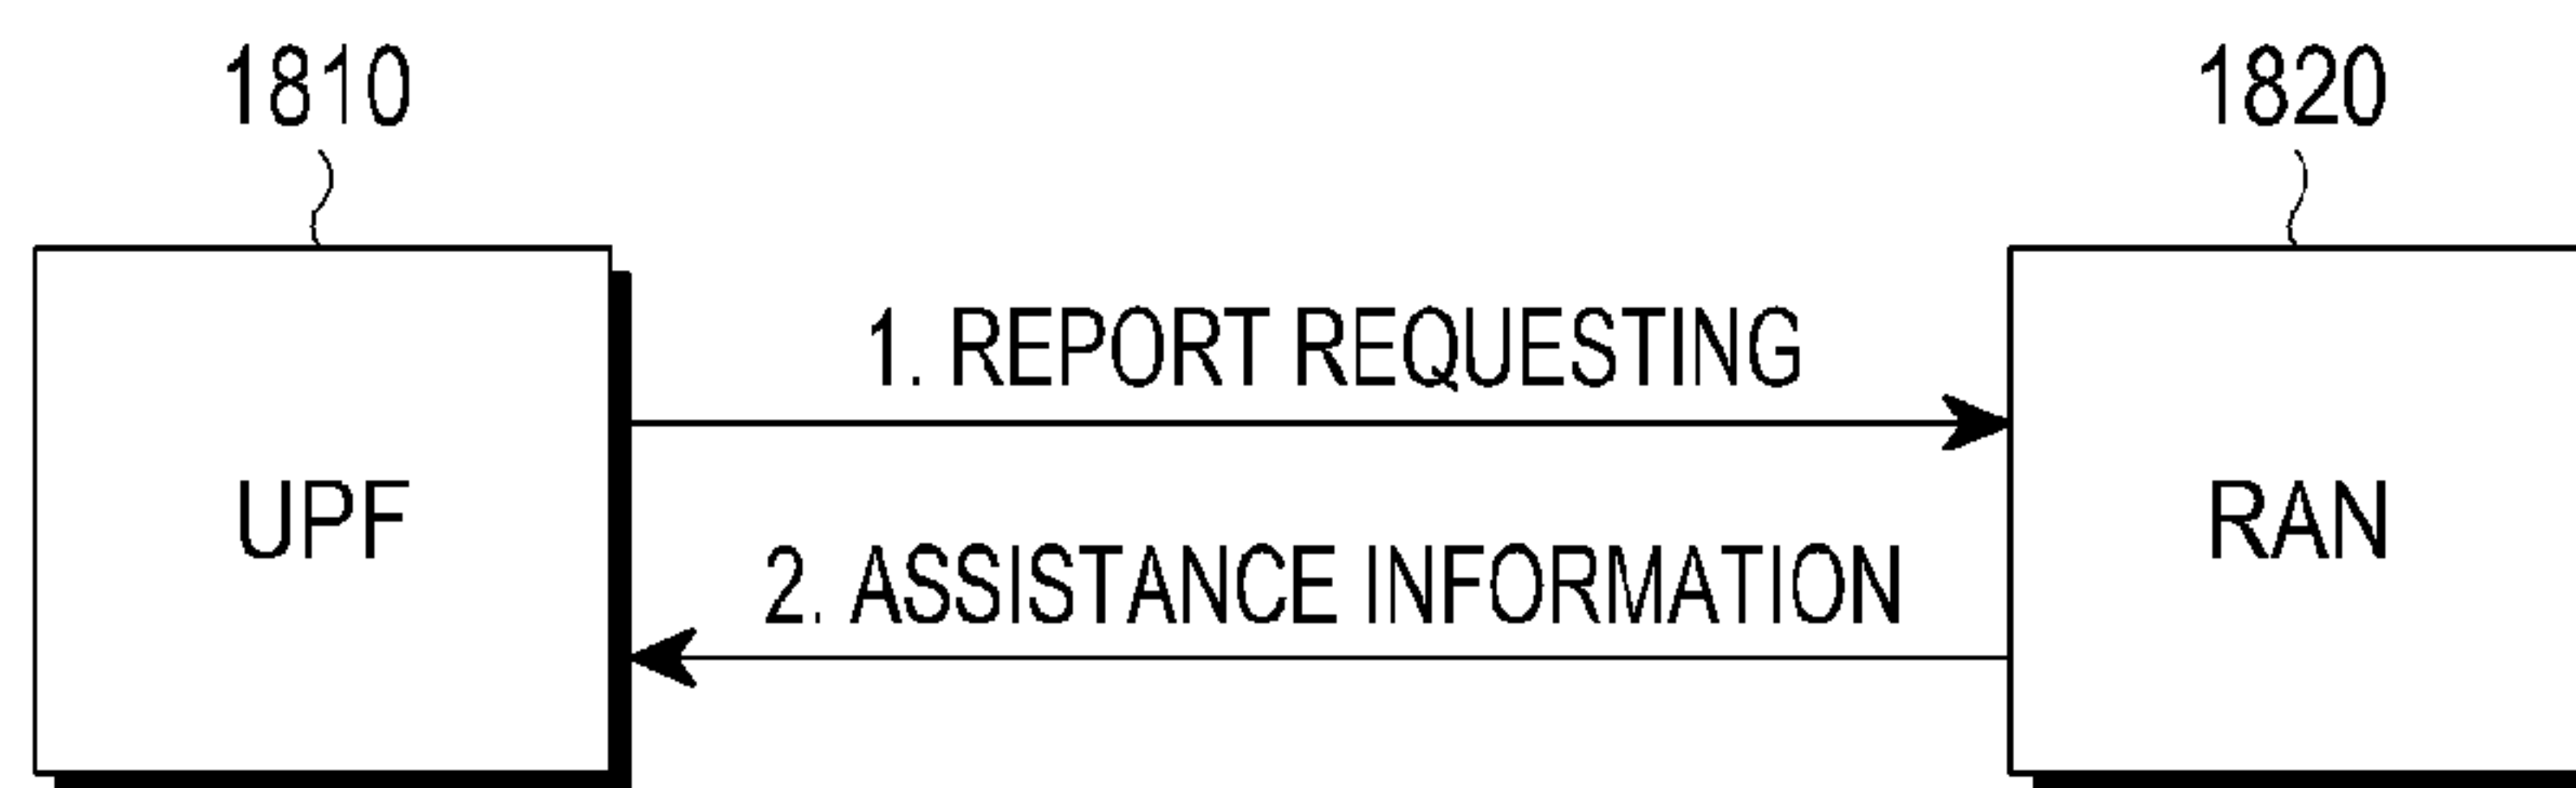 1810
1820
1. REPORT REQUESTING
UPF
RAN
2. ASSISTANCE INFORMATION